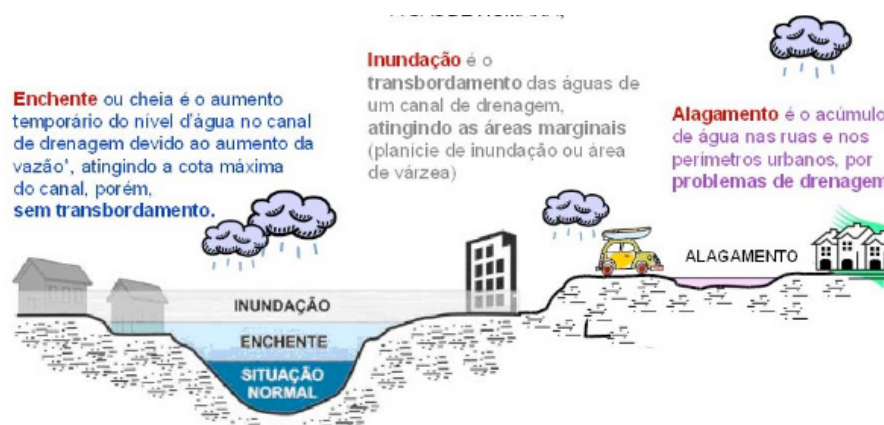 Enchente ou cheia é o aumento
temporário do nível d'água no canal
de drenagem devido ao aumento da
vazão¹, atingindo a cota máxima
do canal, porém,
sem transbordamento.
Inundação é o
transbordamento das águas de
um canal de drenagem,
atingindo as áreas marginais
(planície de inundação ou área
de várzea)
Alagamento é o acúmulo
de água nas ruas e nos
perímetros urbanos, por
problemas de drenagem
INUNDAÇÃO
ENCHENTE
SITUAÇÃO
NORMAL
ALAGAMENTO